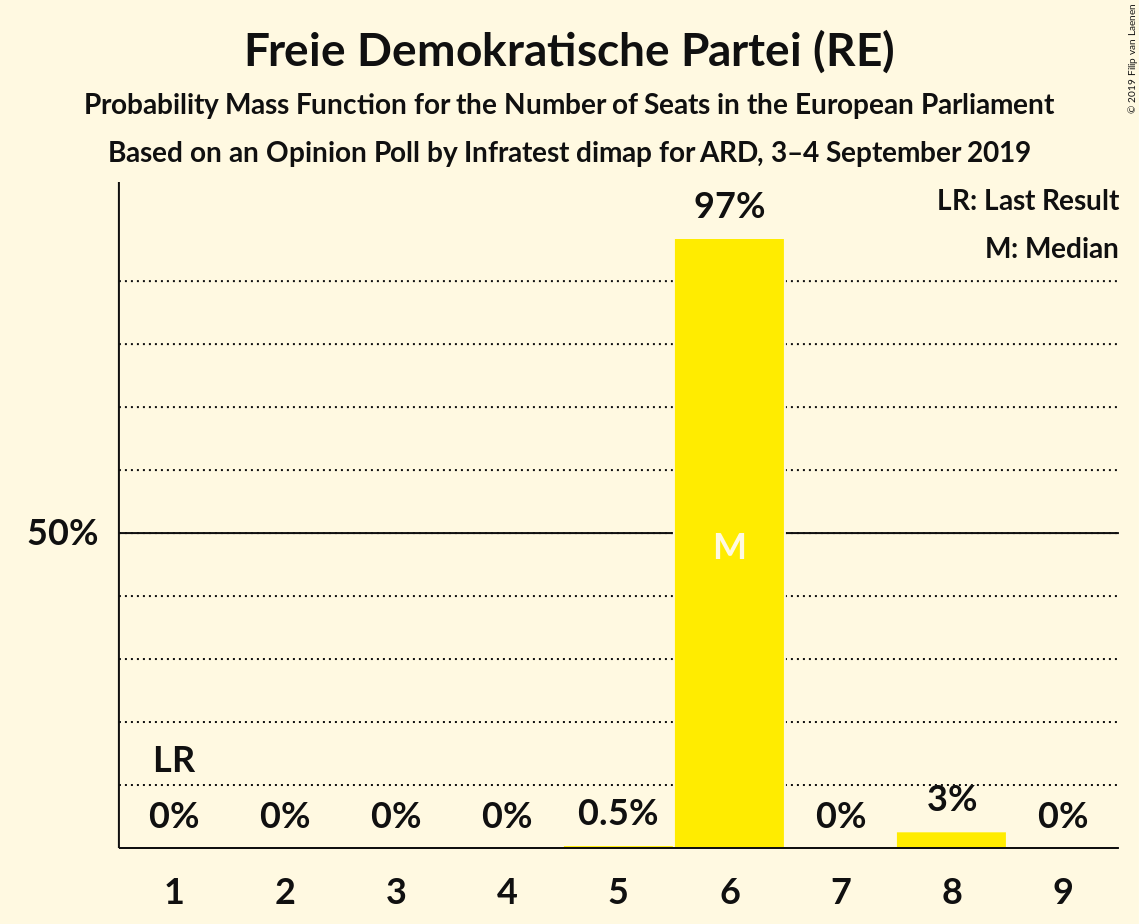 Freie Demokratische Partei (RE)
Probability Mass Function for the Number of Seats in the European Parliament
Based on an Opinion Poll by Infratest dimap for ARD, 3–4 September 2019
© 2019 Filip van Laenen
LR: Last Result
M: Median
97%
50%
M
LR
0% 0% 0% 0% 0.5% 0% 3% 0%
1 2 3 4 5 6 7 8 9